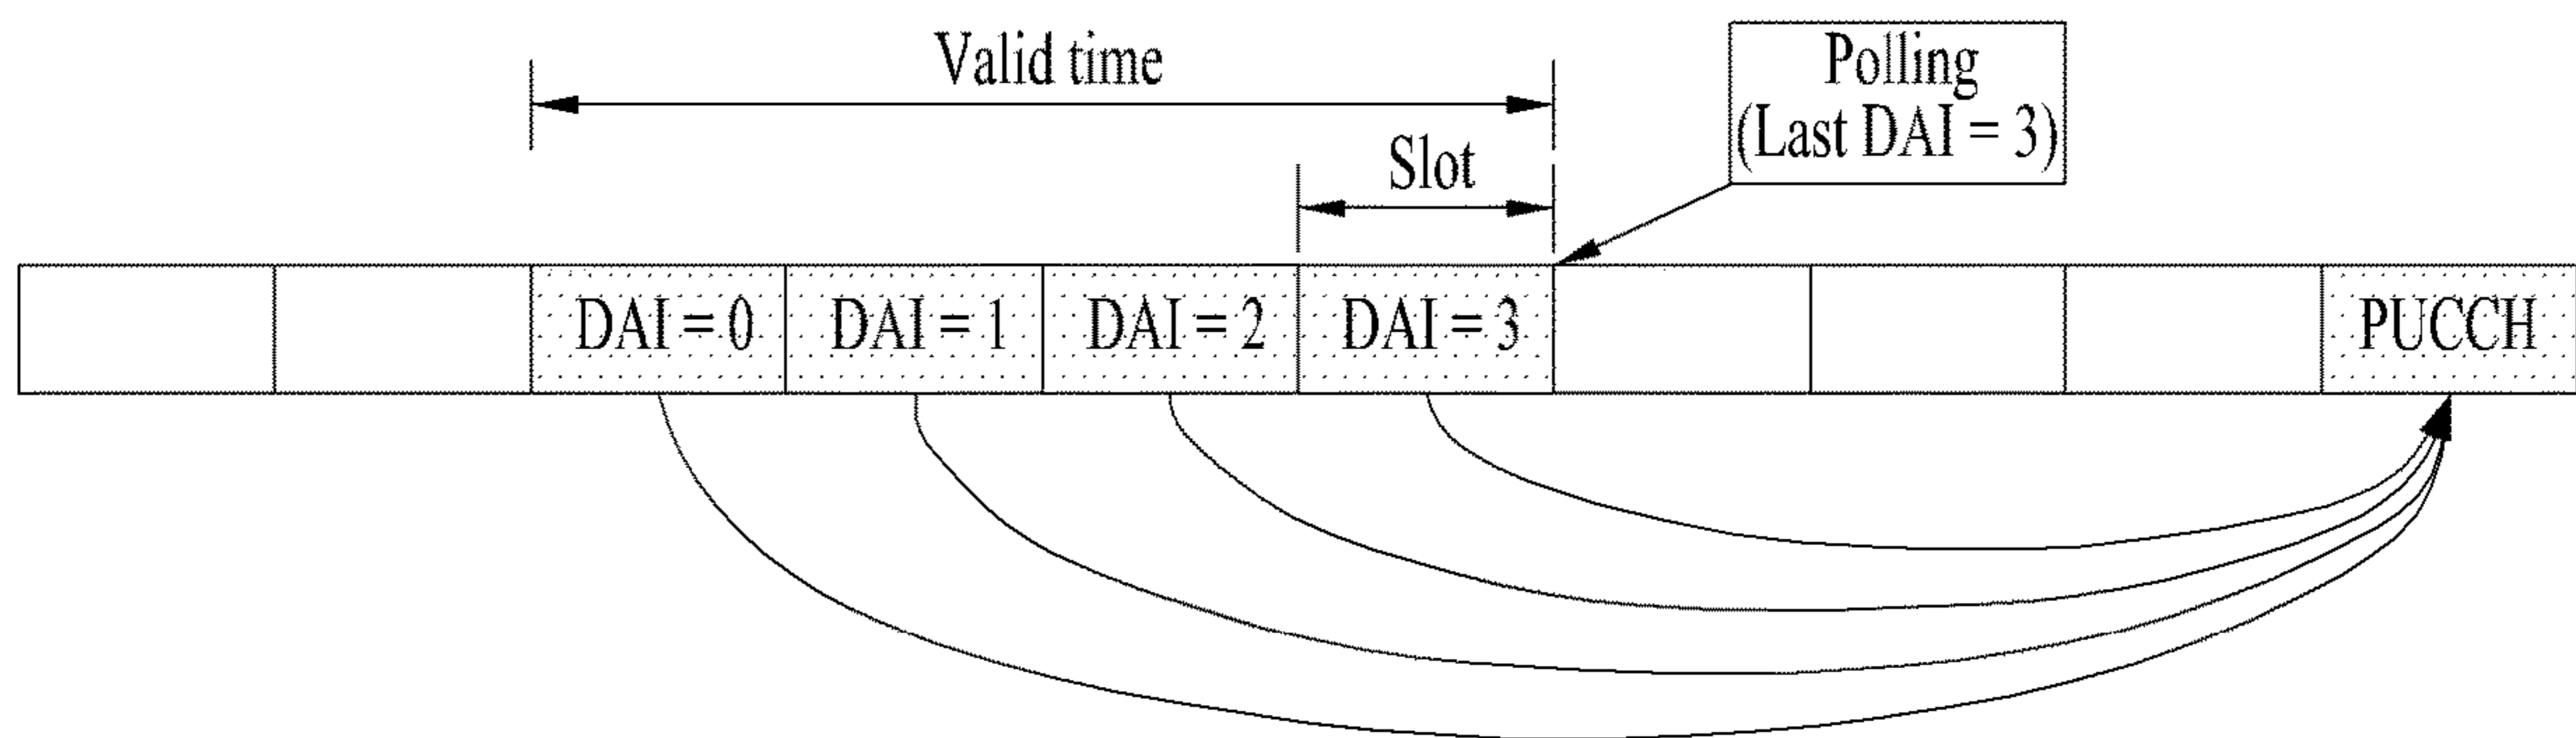 Valid time
Polling
(Last DAI = 3)
Slot
DAI = 0
DAI = 1
DAI = 2
DAI = 3
PUCCH